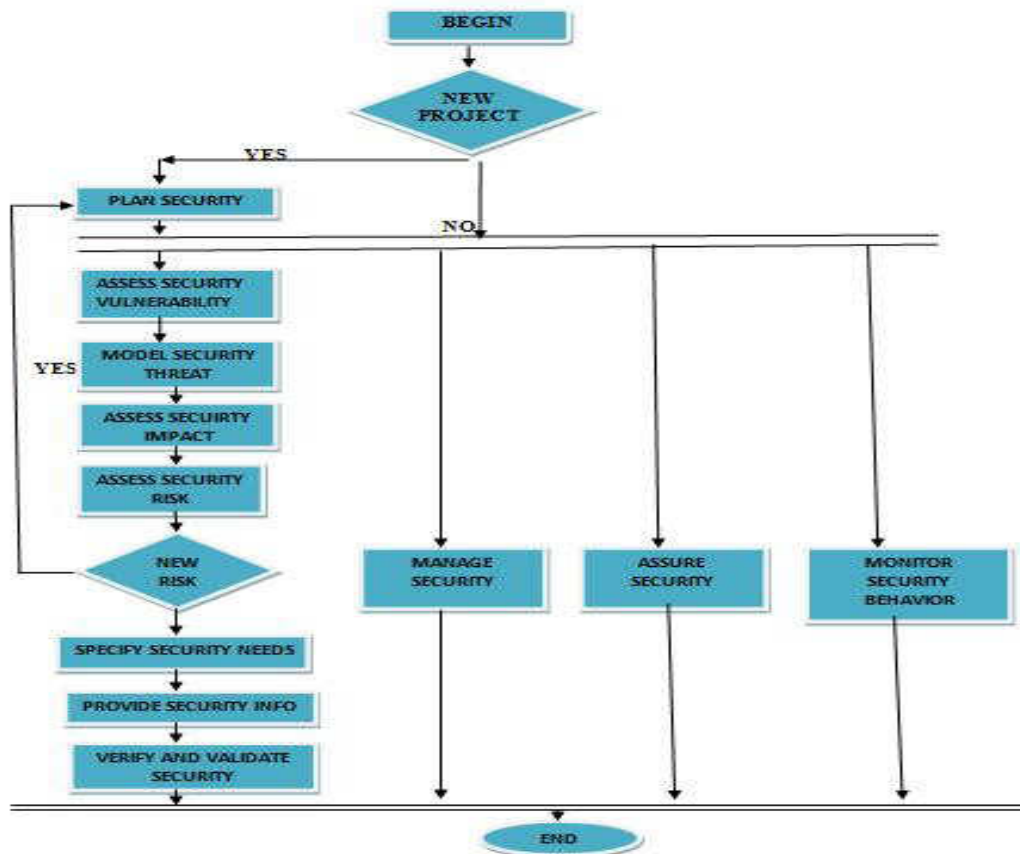 BEGIN
NEW
PROJECT
YES
PLAN SECURITY
NO
ASSESS SECURITY
VULNERABILITY
YES
MODEL SECURITY
THREAT
ASSESS SECUIRTY
IMPACT
ASSESS SECURITY
RISK
NEW
RISK
MANAGE
SECURITY
ASSURE
SECURITY
MONITOR
SECURITY
BEHAVIOR
SPECIFY SECURITY NEEDS
PROVIDE SECURITY INFO
VERIFY AND VALIDATE
SECURITY
END